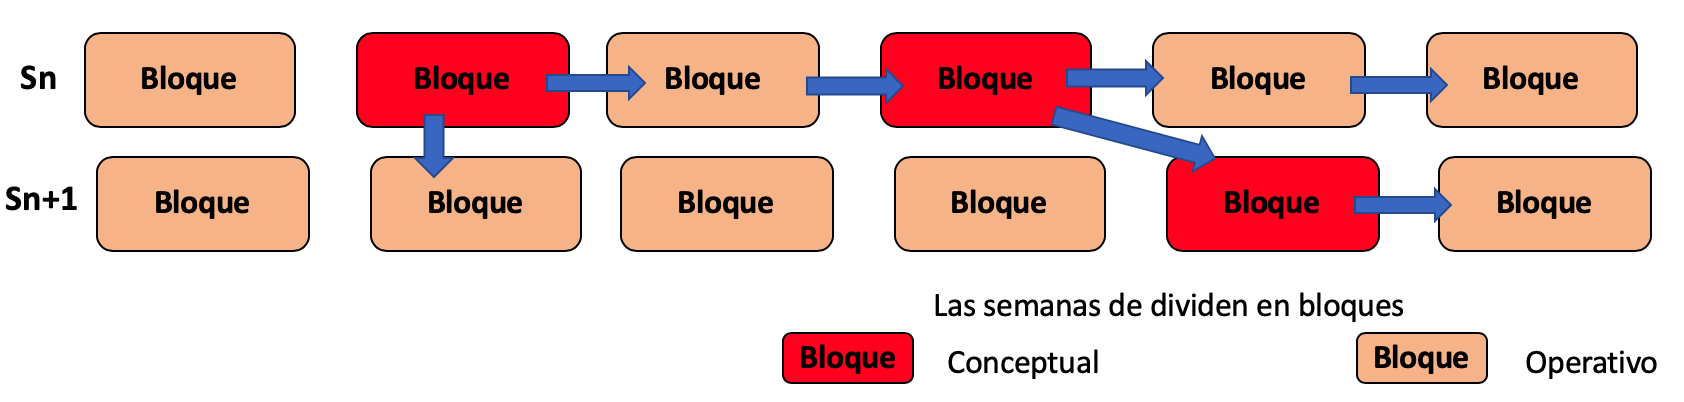 Sn Bloque Bloque Bloque Bloque Bloque Bloque
Sn+1 Bloque Bloque Bloque Bloque Bloque Bloque
Las semanas de dividen en bloques
Bloque Conceptual Bloque Operativo